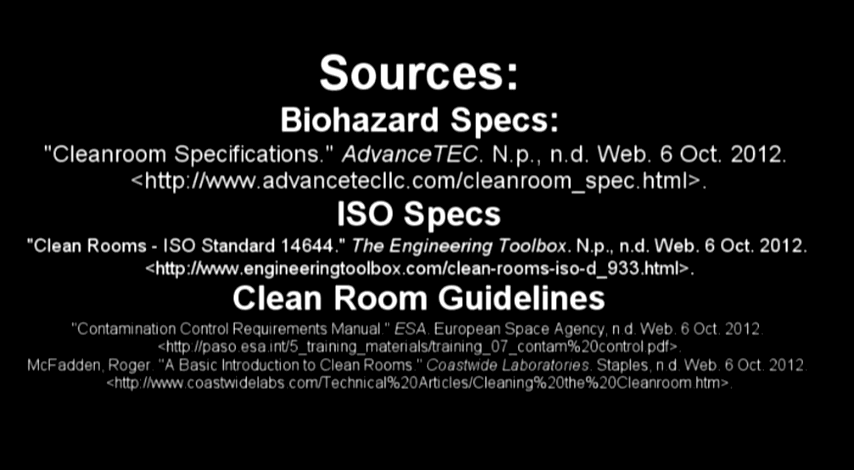 Sources:
Biohazard Specs:
"Cleanroom Specifications." AdvanceTEC. N.p., n.d. Web. 6 Oct. 2012.
<http://www.advancetecllc.com/cleanroom_spec.html>.
ISO Specs
"Clean Rooms - ISO Standard 14644." The Engineering Toolbox. N.p., n.d. Web. 6 Oct. 2012.
<http://www.engineeringtoolbox.com/clean-rooms-iso-d_933.html>.
Clean Room Guidelines
"Contamination Control Requirements Manual." ESA. European Space Agency, n.d. Web. 6 Oct. 2012.
<http://paso.esa.int/5_training_materials/training_07_contam%20control.pdf>.
McFadden, Roger. "A Basic Introduction to Clean Rooms." Coastwide Laboratories. Staples, n.d. Web. 6 Oct. 2012.
<http://www.coastwidelabs.com/Technical%20Articles/Cleaning%20the%20Cleanroom.htm>.